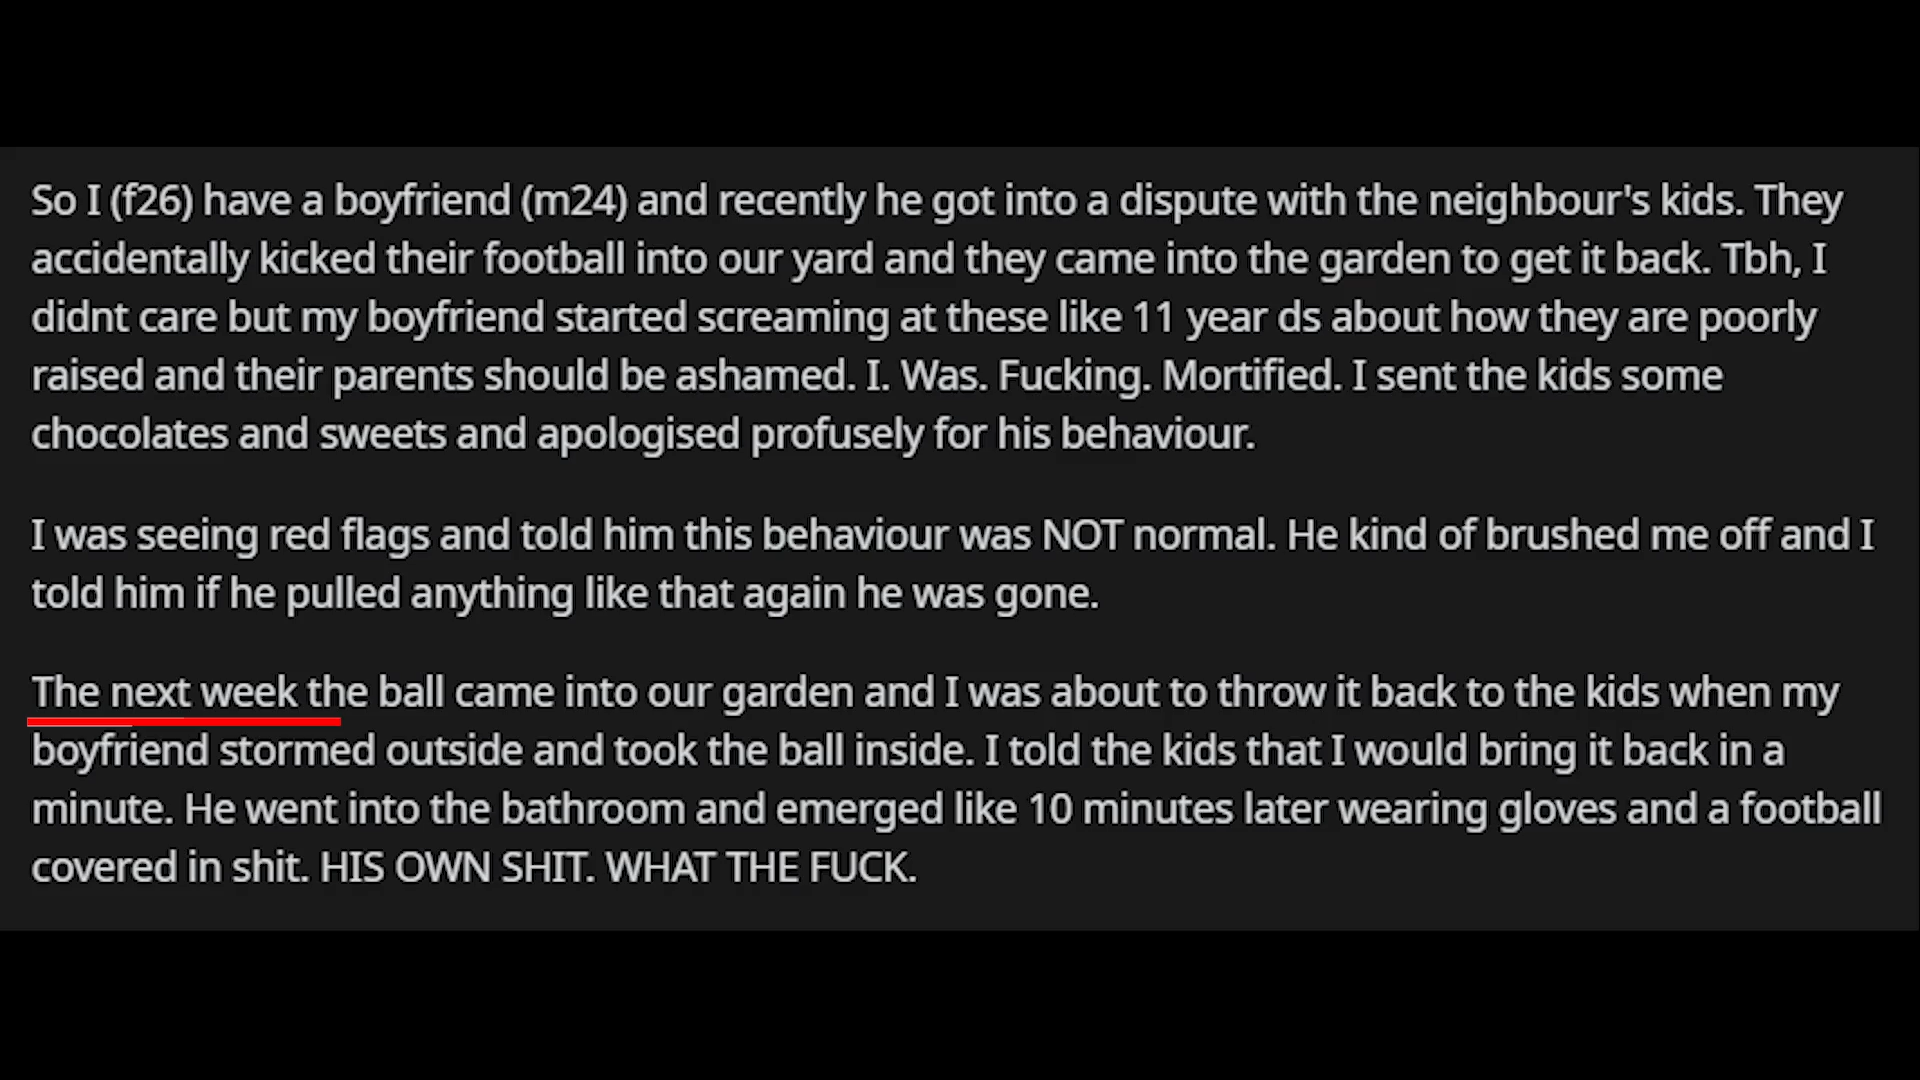 So I (f26) have a boyfriend (m24) and recently he got into a dispute with the neighbour's kids. They
accidentally kicked their football into our yard and they came into the garden to get it back. Tbh, I
didnt care but my boyfriend started screaming at these like 11 year ds about how they are poorly
raised and their parents should be ashamed. I. Was. Fucking. Mortified. I sent the kids some
chocolates and sweets and apologised profusely for his behaviour.
I was seeing red flags and told him this behaviour was NOT normal. He kind of brushed me off and I
told him if he pulled anything like that again he was gone.
The next week the ball came into our garden and I was about to throw it back to the kids when my
boyfriend stormed outside and took the ball inside. I told the kids that I would bring it back in a
minute. He went into the bathroom and emerged like 10 minutes later wearing gloves and a football
covered in shit. HIS OWN SHIT. WHAT THE FUCK.